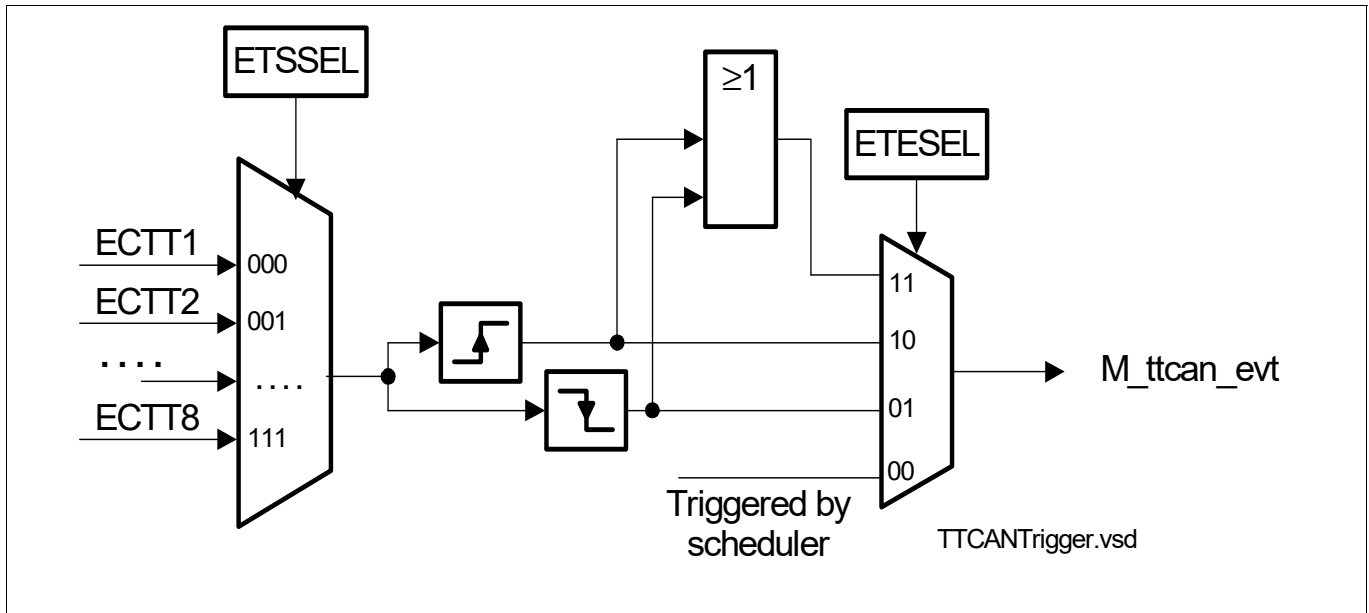 ETSSEL
≥1
ETESEL
ECTT1
000
ECTT2
001
....
....
ECTT8
111
11
10
01
00
M_ttcan_evt
Triggered by
scheduler
TTCANTrigger.vsd